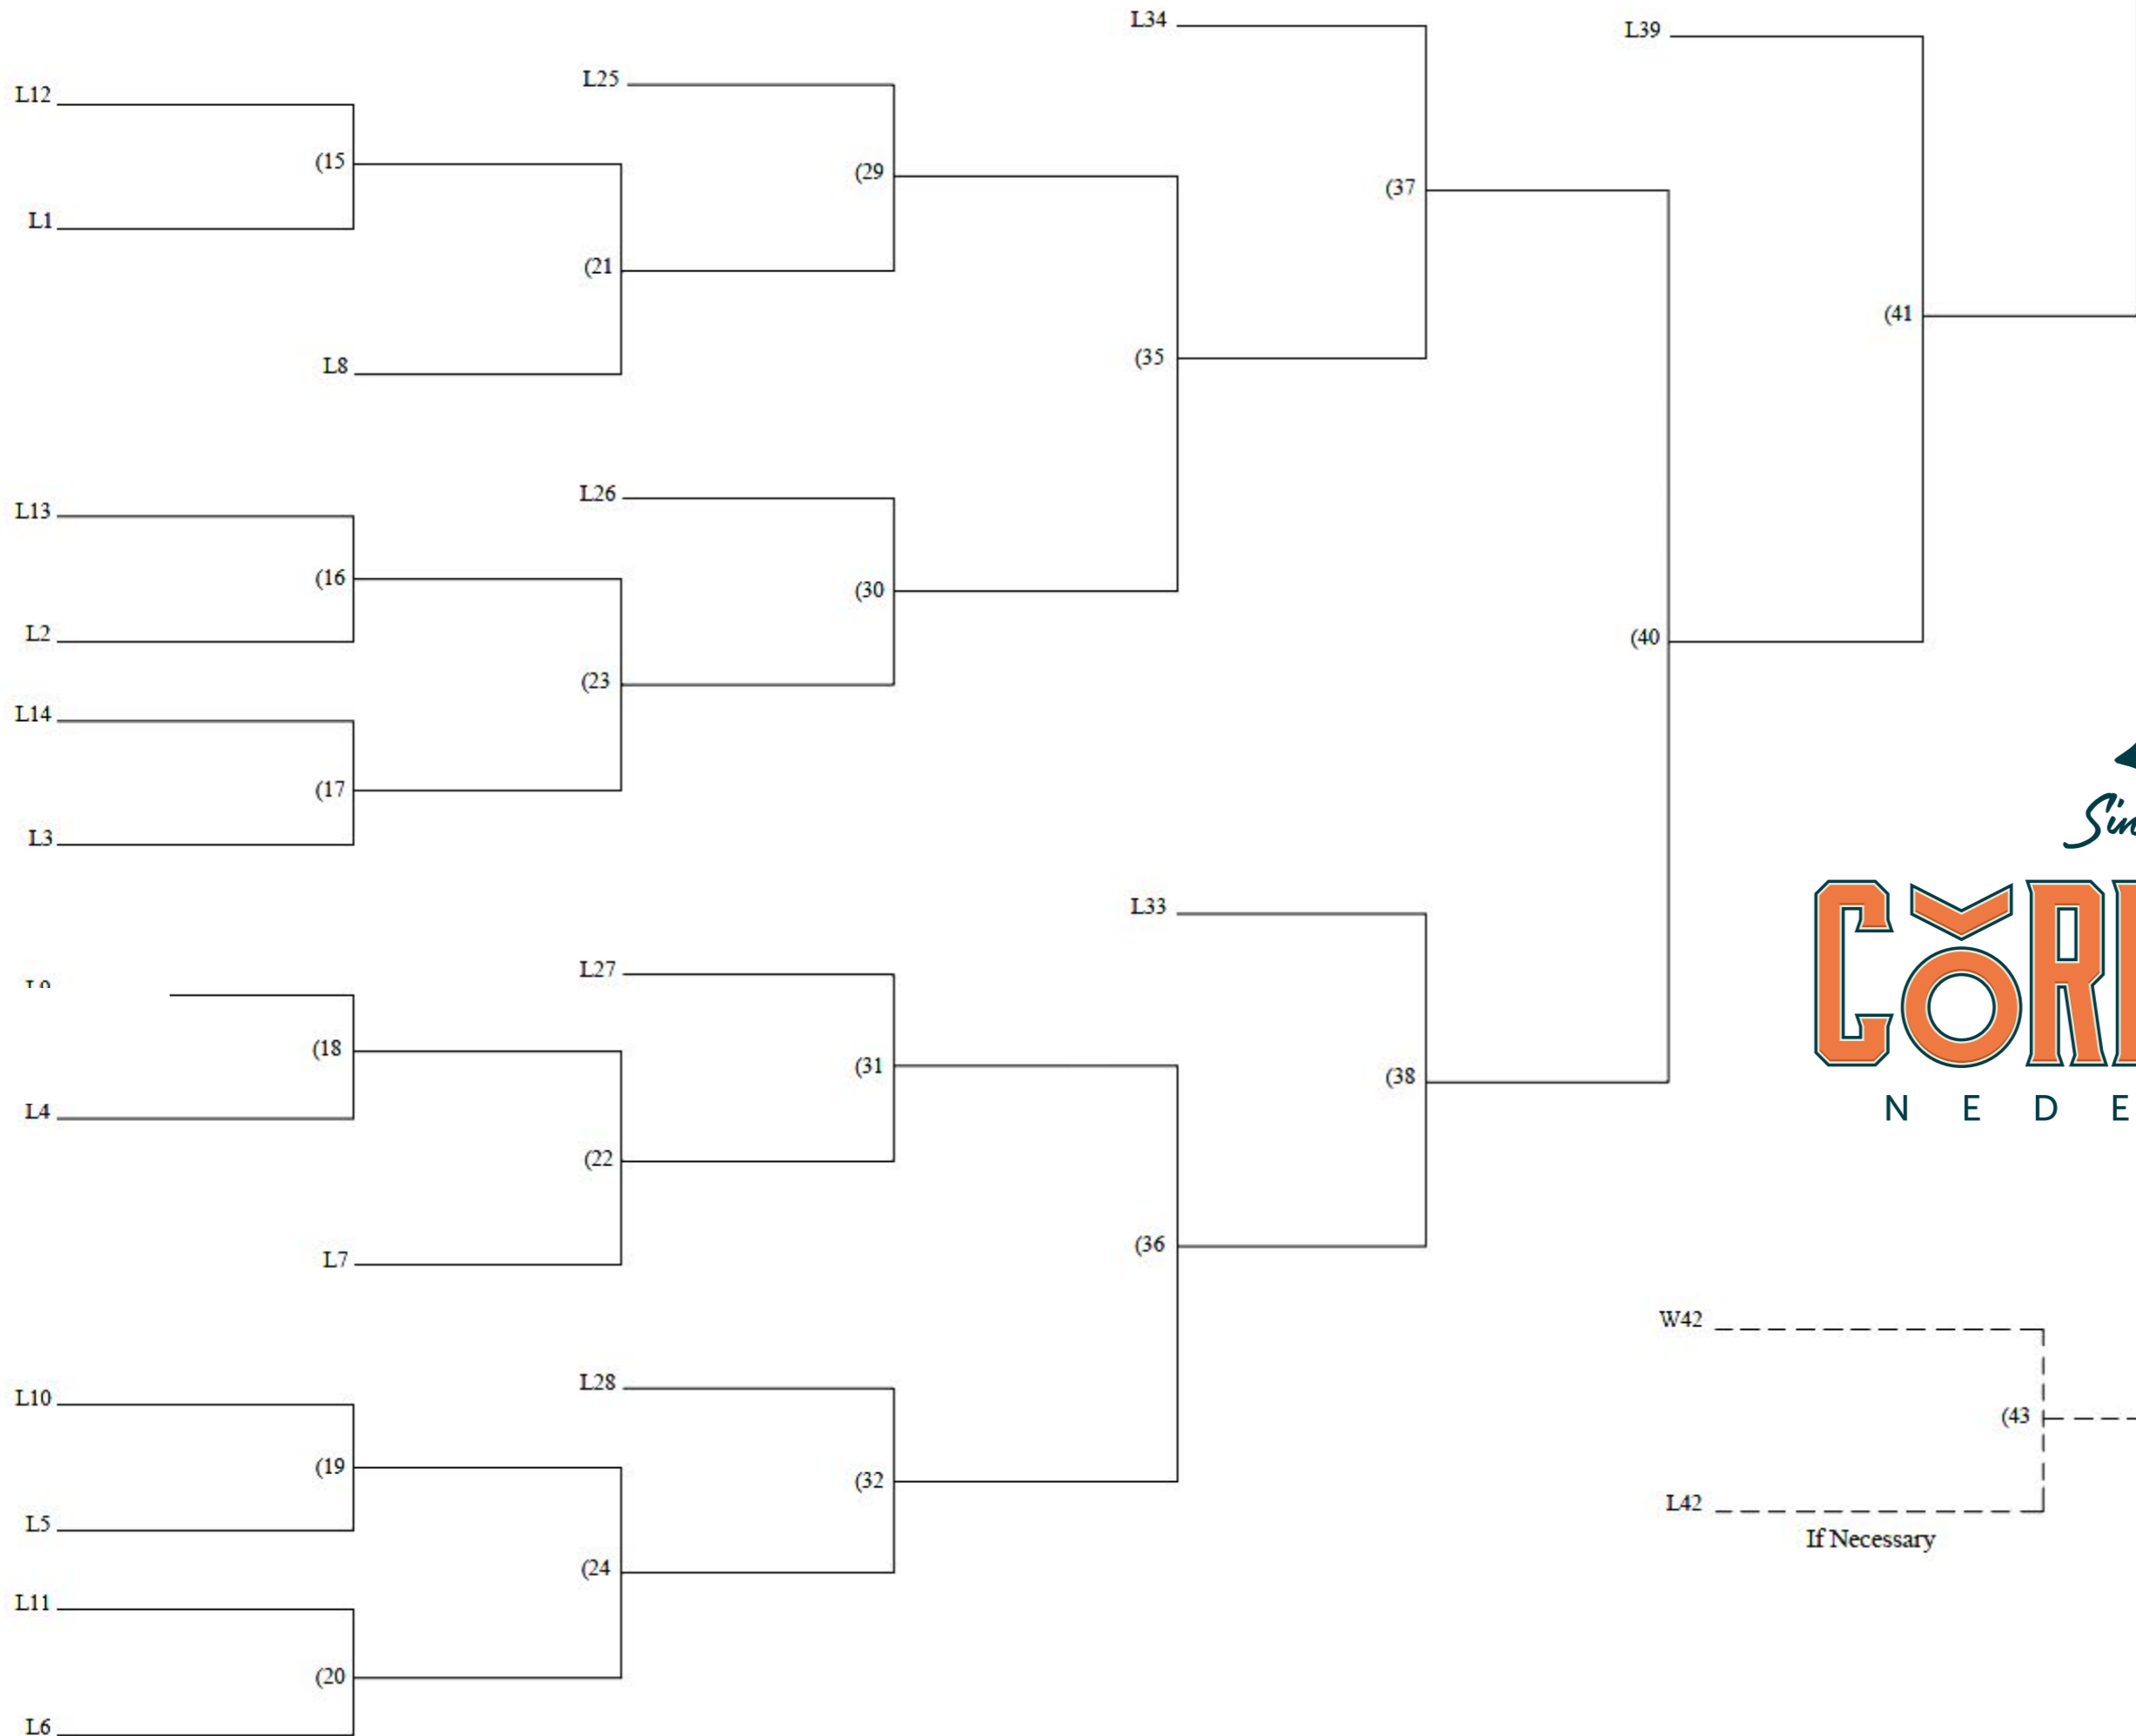 L34
L39
L12
L25
(15
(29
(37
L1
(21
(41
(35
L8
L26
L13
(16
(30
L2
(40
(23
L14
(17
L3
L33
L27
(18
(31
(38
L4
N E D E
(22
(36
L7
W42
L28
L10
(43
(19
(32
L42
L5
If Necessary
(24
L11
(20
L6